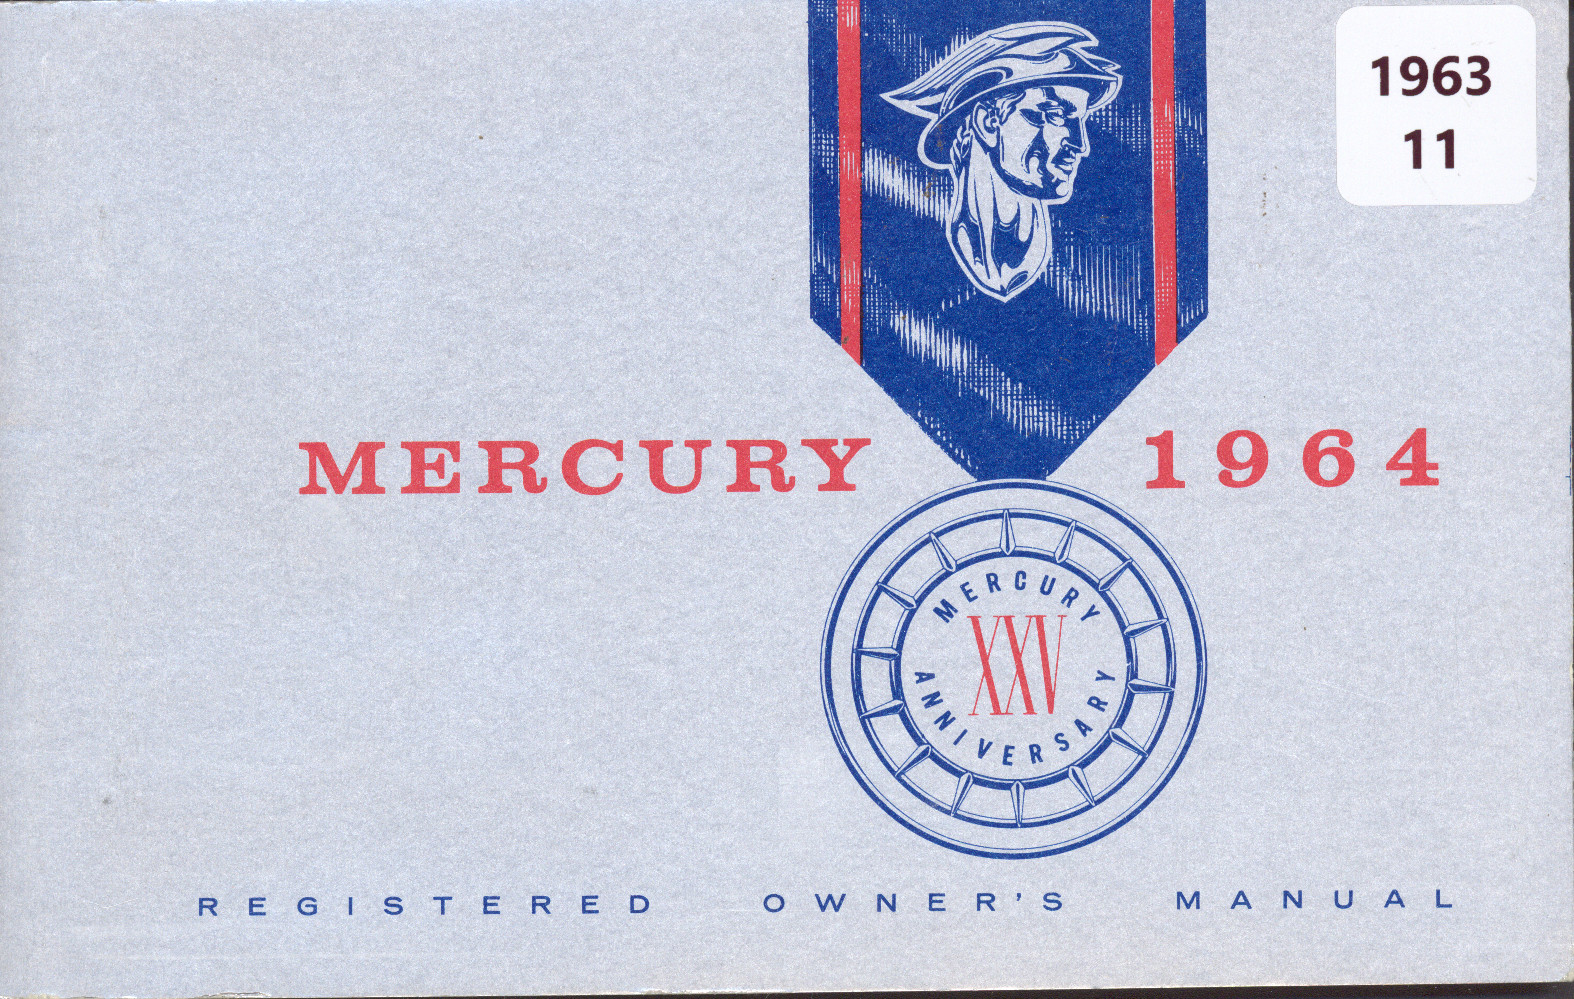 1963
11
MERCURY 1964
MERCURY
XXV
ANNIVERSARY
REGISTERED OWNER'S MANUAL